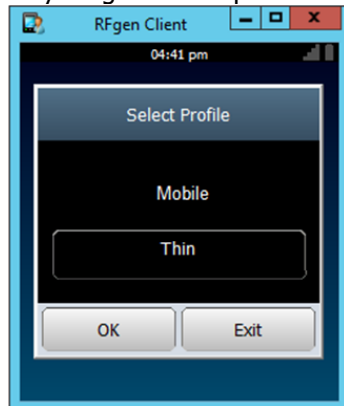 RFgen Client
04:41 pm
Select Profile
Mobile
Thin
OK Exit